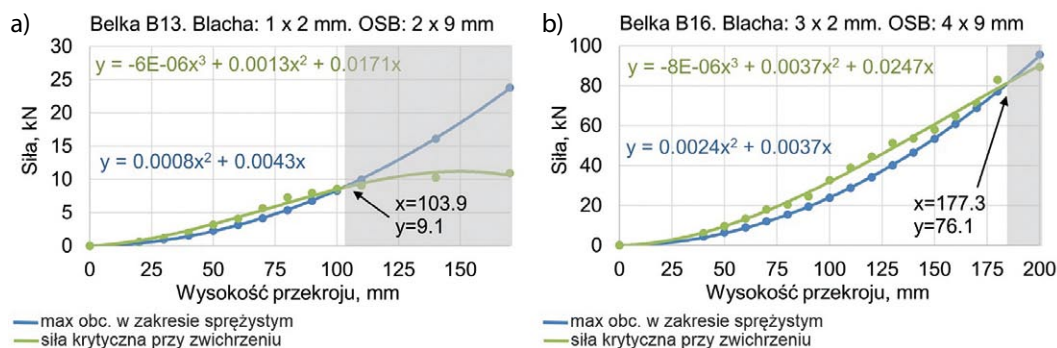 a)
Belka B13. Blacha: 1 x 2 mm. OSB: 2 x 9 mm
30
25
20
15
10
5
0
Siła, kN
y = -6E-06x³ + 0.0013x² + 0.0171x
y = 0.0008x² + 0.0043x
x=103.9
y=9.1
0 25 50 75 100 125 150
Wysokość przekroju, mm
max obc. w zakresie sprężystym
siła krytyczna przy zwichrzeniu
b)
Belka B16. Blacha: 3 x 2 mm. OSB: 4 x 9 mm
100
80
60
40
20
0
Siła, kN
y = -8E-06x³ + 0.0037x² + 0.0247x
y = 0.0024x² + 0.0037x
x=177.3
y=76.1
0 25 50 75 100 125 150 175 200
Wysokość przekroju, mm
max obc. w zakresie sprężystym
siła krytyczna przy zwichrzeniu